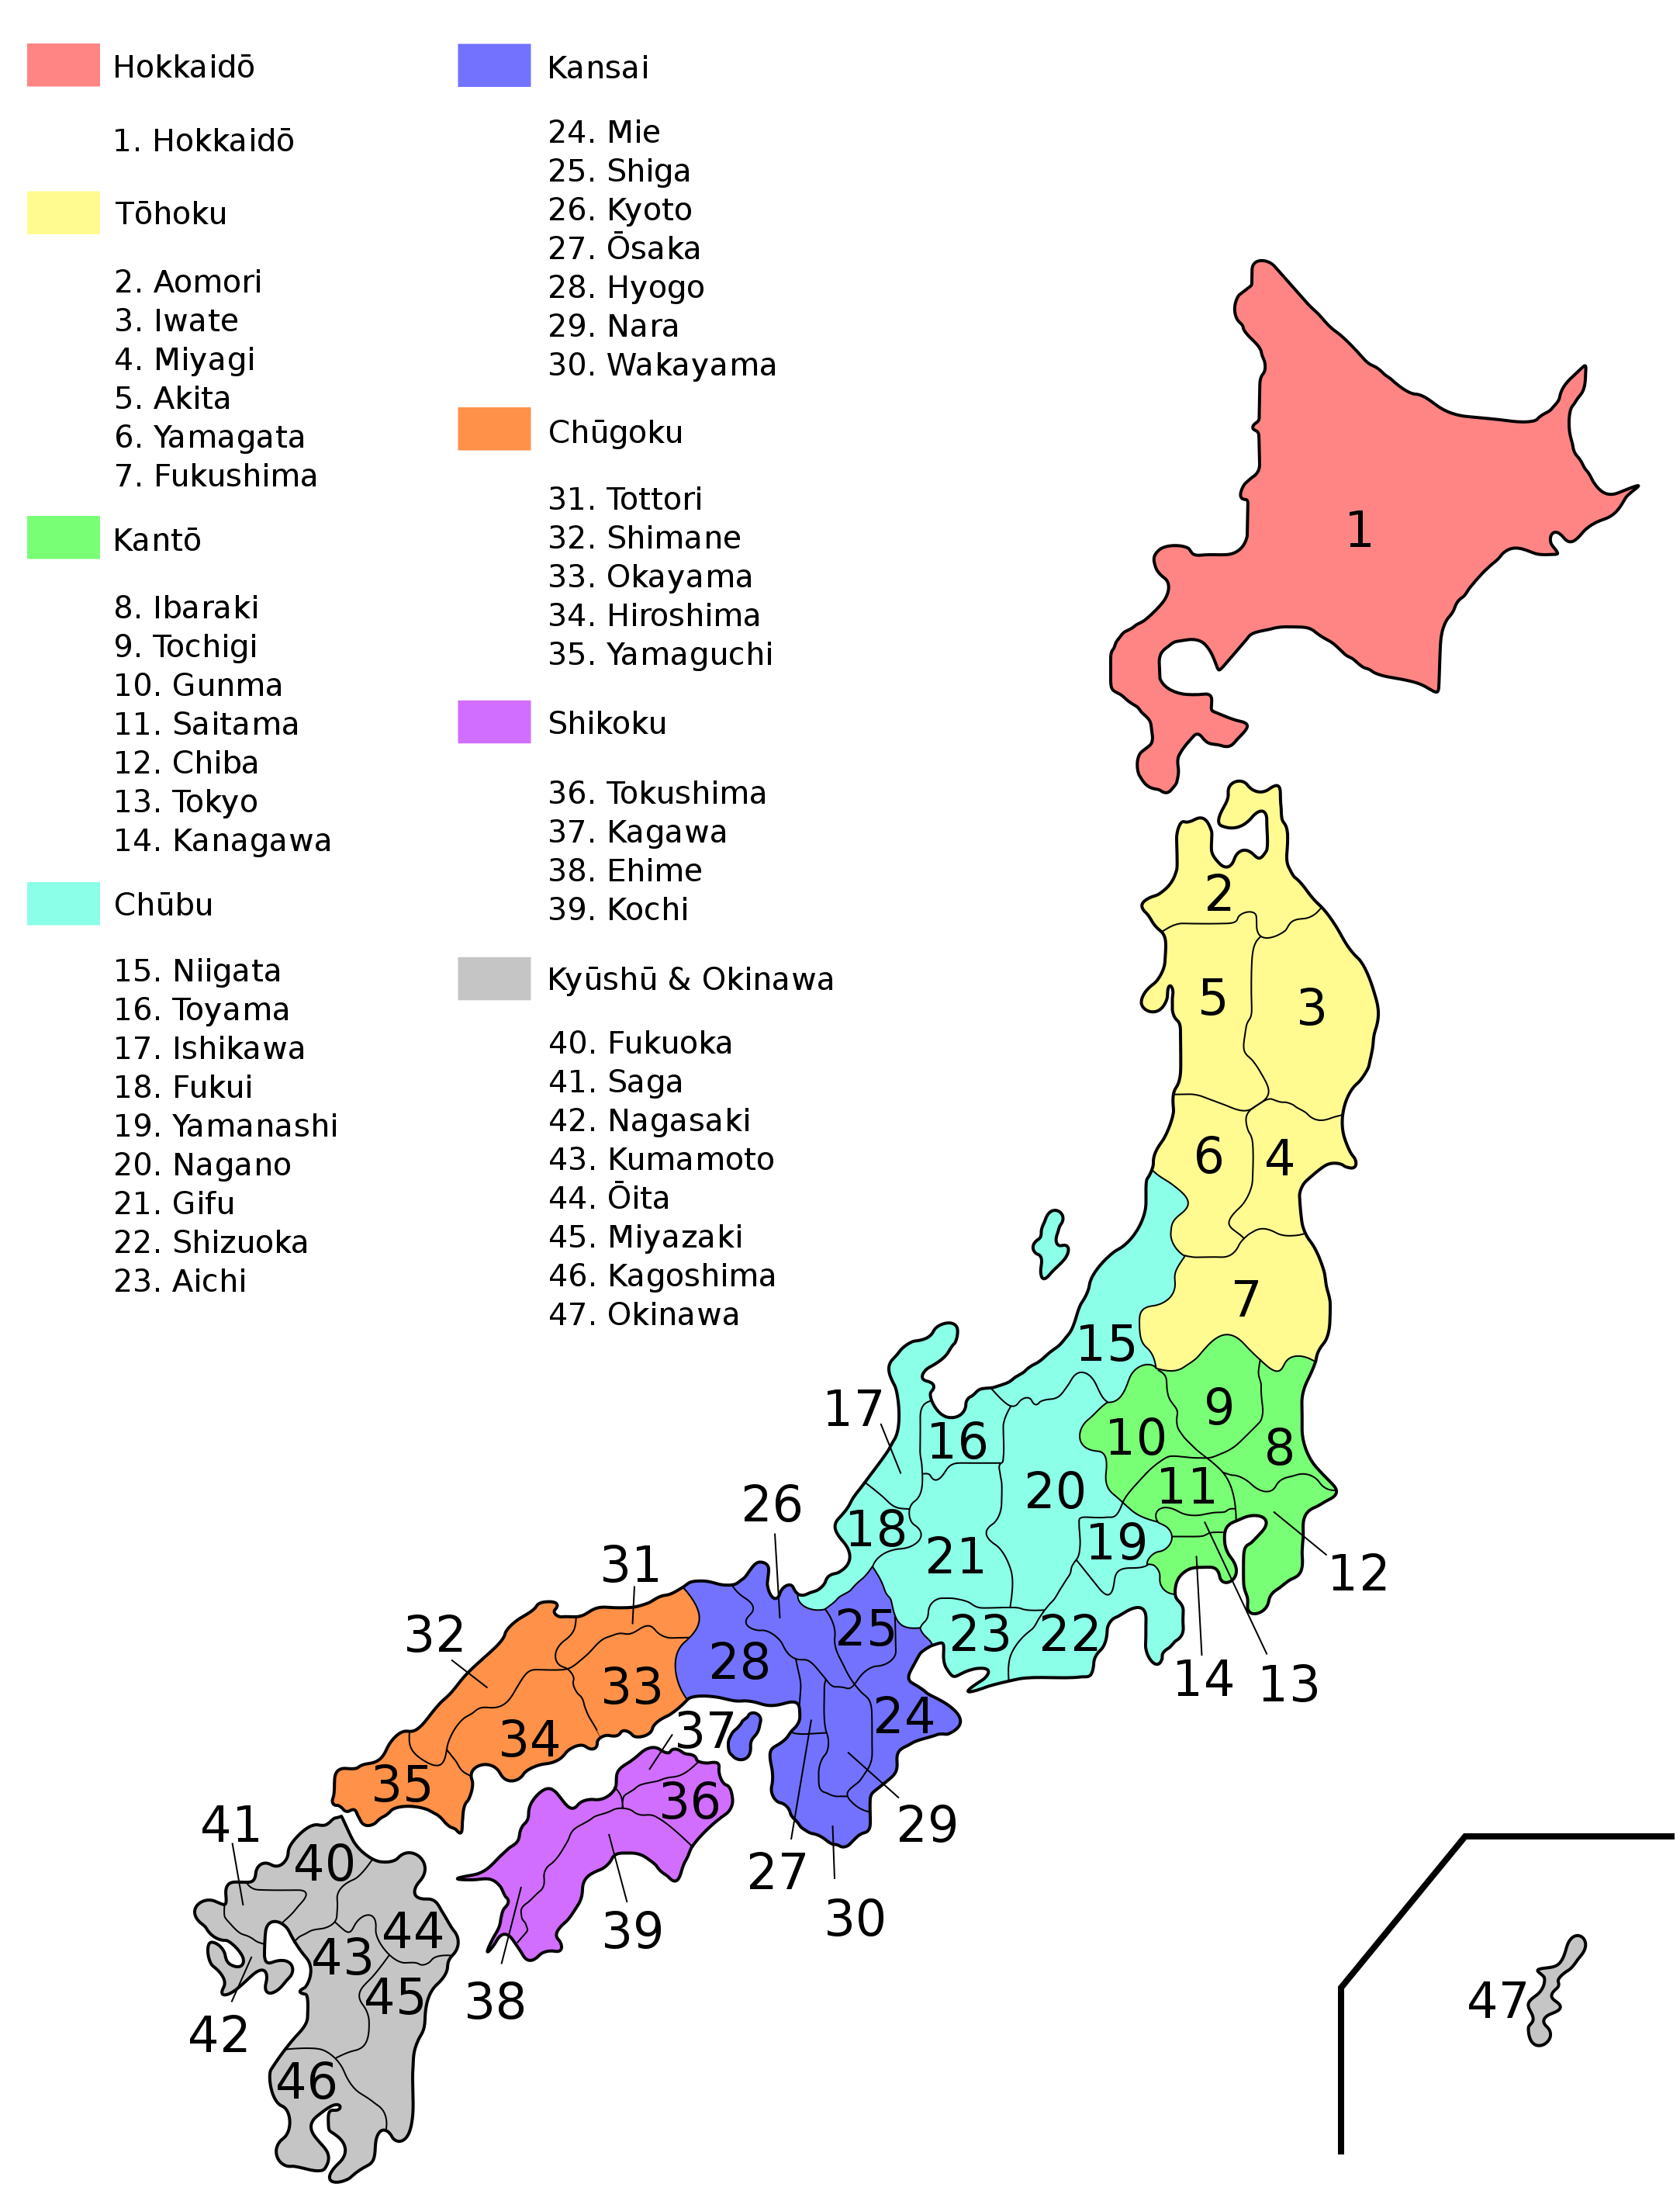 Hokkaidō
1. Hokkaidō
Tōhoku
2. Aomori
3. Iwate
4. Miyagi
5. Akita
6. Yamagata
7. Fukushima
Kantō
8. Ibaraki
9. Tochigi
10. Gunma
11. Saitama
12. Chiba
13. Tokyo
14. Kanagawa
Chūbu
15. Niigata
16. Toyama
17. Ishikawa
18. Fukui
19. Yamanashi
20. Nagano
21. Gifu
22. Shizuoka
23. Aichi
Kansai
24. Mie
25. Shiga
26. Kyoto
27. Ōsaka
28. Hyogo
29. Nara
30. Wakayama
Chūgoku
31. Tottori
32. Shimane
33. Okayama
34. Hiroshima
35. Yamaguchi
Shikoku
36. Tokushima
37. Kagawa
38. Ehime
39. Kochi
Kyūshū & Okinawa
40. Fukuoka
41. Saga
42. Nagasaki
43. Kumamoto
44. Ōita
45. Miyazaki
46. Kagoshima
47. Okinawa
1
2
5
3
6
4
7
15
17
16
10
9
8
20
11
26
18
21
19
12
31
32
28
25
23
22
14
13
33
34
37
24
35
36
29
41
40
27
30
44
39
43
45
38
47
42
46